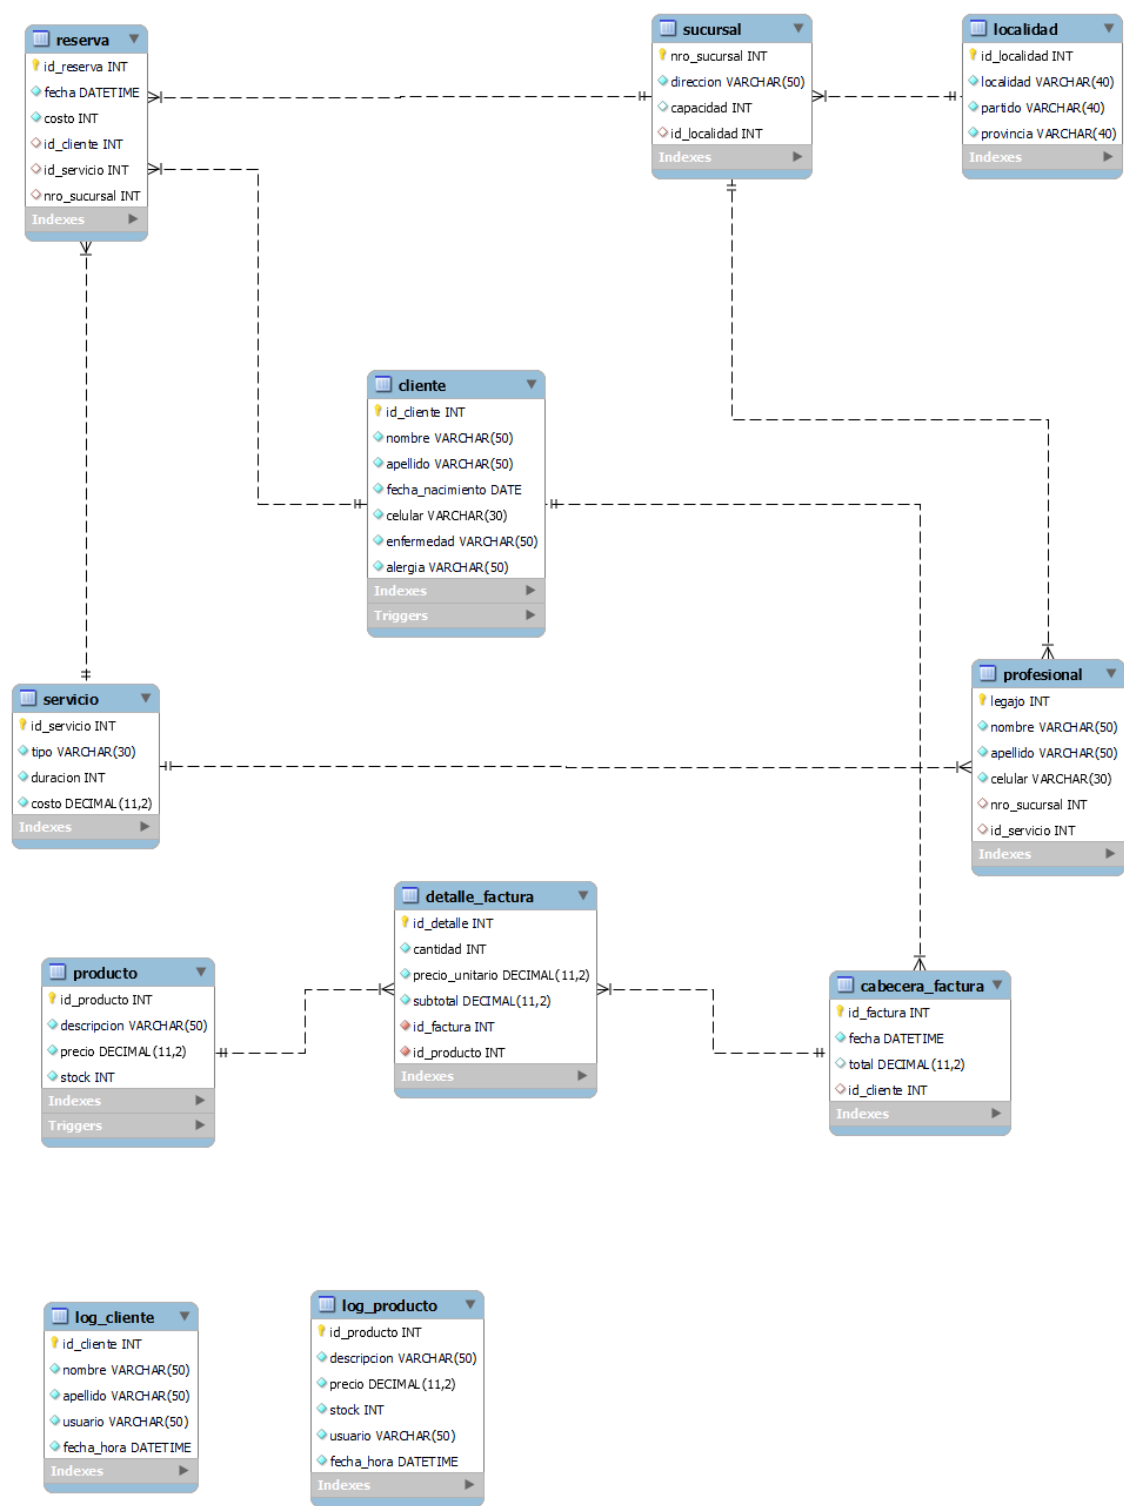 reserva
id_reserva INT
fecha DATETIME
costo INT
id_cliente INT
id_servicio INT
nro_sucursal INT
Indexes
sucursal
nro_sucursal INT
direccion VARCHAR(50)
capacidad INT
id_localidad INT
Indexes
localidad
id_localidad INT
localidad VARCHAR(40)
partido VARCHAR(40)
provincia VARCHAR(40)
Indexes
cliente
id_cliente INT
nombre VARCHAR(50)
apellido VARCHAR(50)
fecha_nacimiento DATE
celular VARCHAR(30)
enfermedad VARCHAR(50)
alergia VARCHAR(50)
Indexes
Triggers
servicio
id_servicio INT
tipo VARCHAR(30)
duracion INT
costo DECIMAL(11,2)
Indexes
profesional
legajo INT
nombre VARCHAR(50)
apellido VARCHAR(50)
celular VARCHAR(30)
nro_sucursal INT
id_servicio INT
Indexes
detalle_factura
id_detalle INT
cantidad INT
precio_unitario DECIMAL(11,2)
subtotal DECIMAL(11,2)
id_factura INT
id_producto INT
Indexes
producto
id_producto INT
descripcion VARCHAR(50)
precio DECIMAL(11,2)
stock INT
Indexes
Triggers
cabecera_factura
id_factura INT
fecha DATETIME
total DECIMAL(11,2)
id_cliente INT
Indexes
log_cliente
id_cliente INT
nombre VARCHAR(50)
apellido VARCHAR(50)
usuario VARCHAR(50)
fecha_hora DATETIME
Indexes
log_producto
id_producto INT
descripcion VARCHAR(50)
precio DECIMAL(11,2)
stock INT
usuario VARCHAR(50)
fecha_hora DATETIME
Indexes